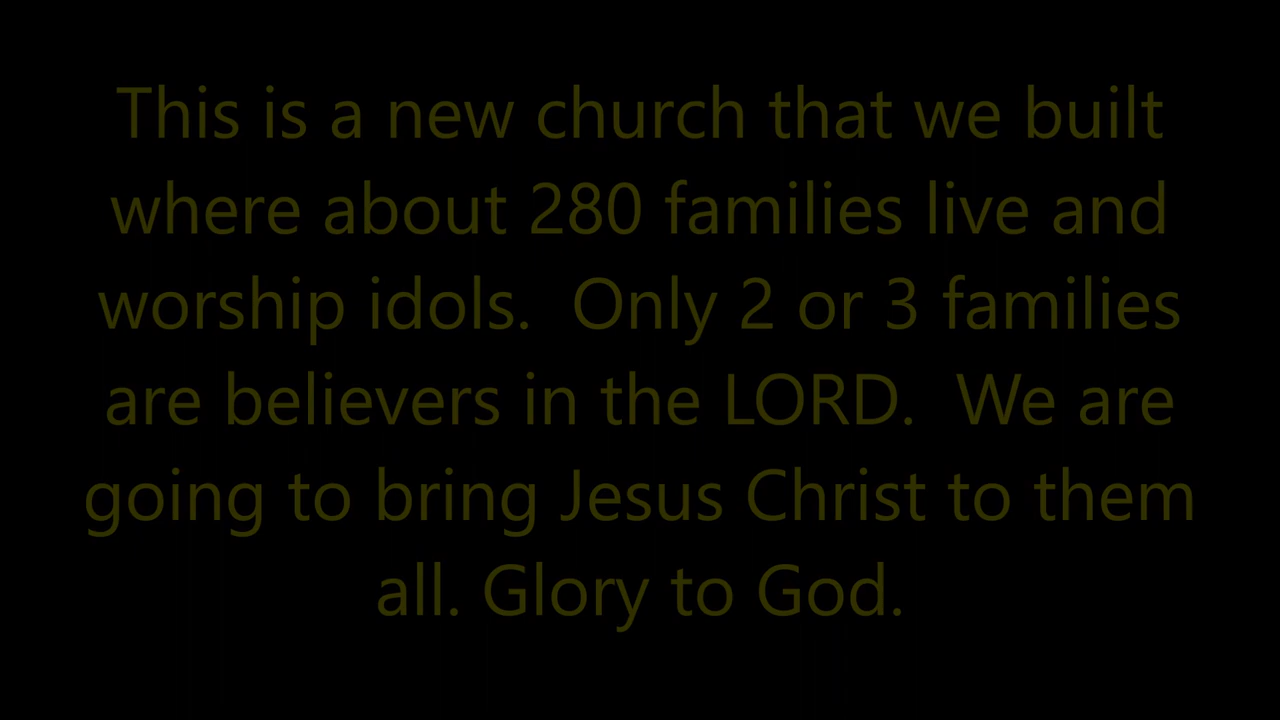 This is a new church that we built
where about 280 families live and
worship idols.  Only 2 or 3 families
are believers in the LORD.  We are
going to bring Jesus Christ to them
all. Glory to God.